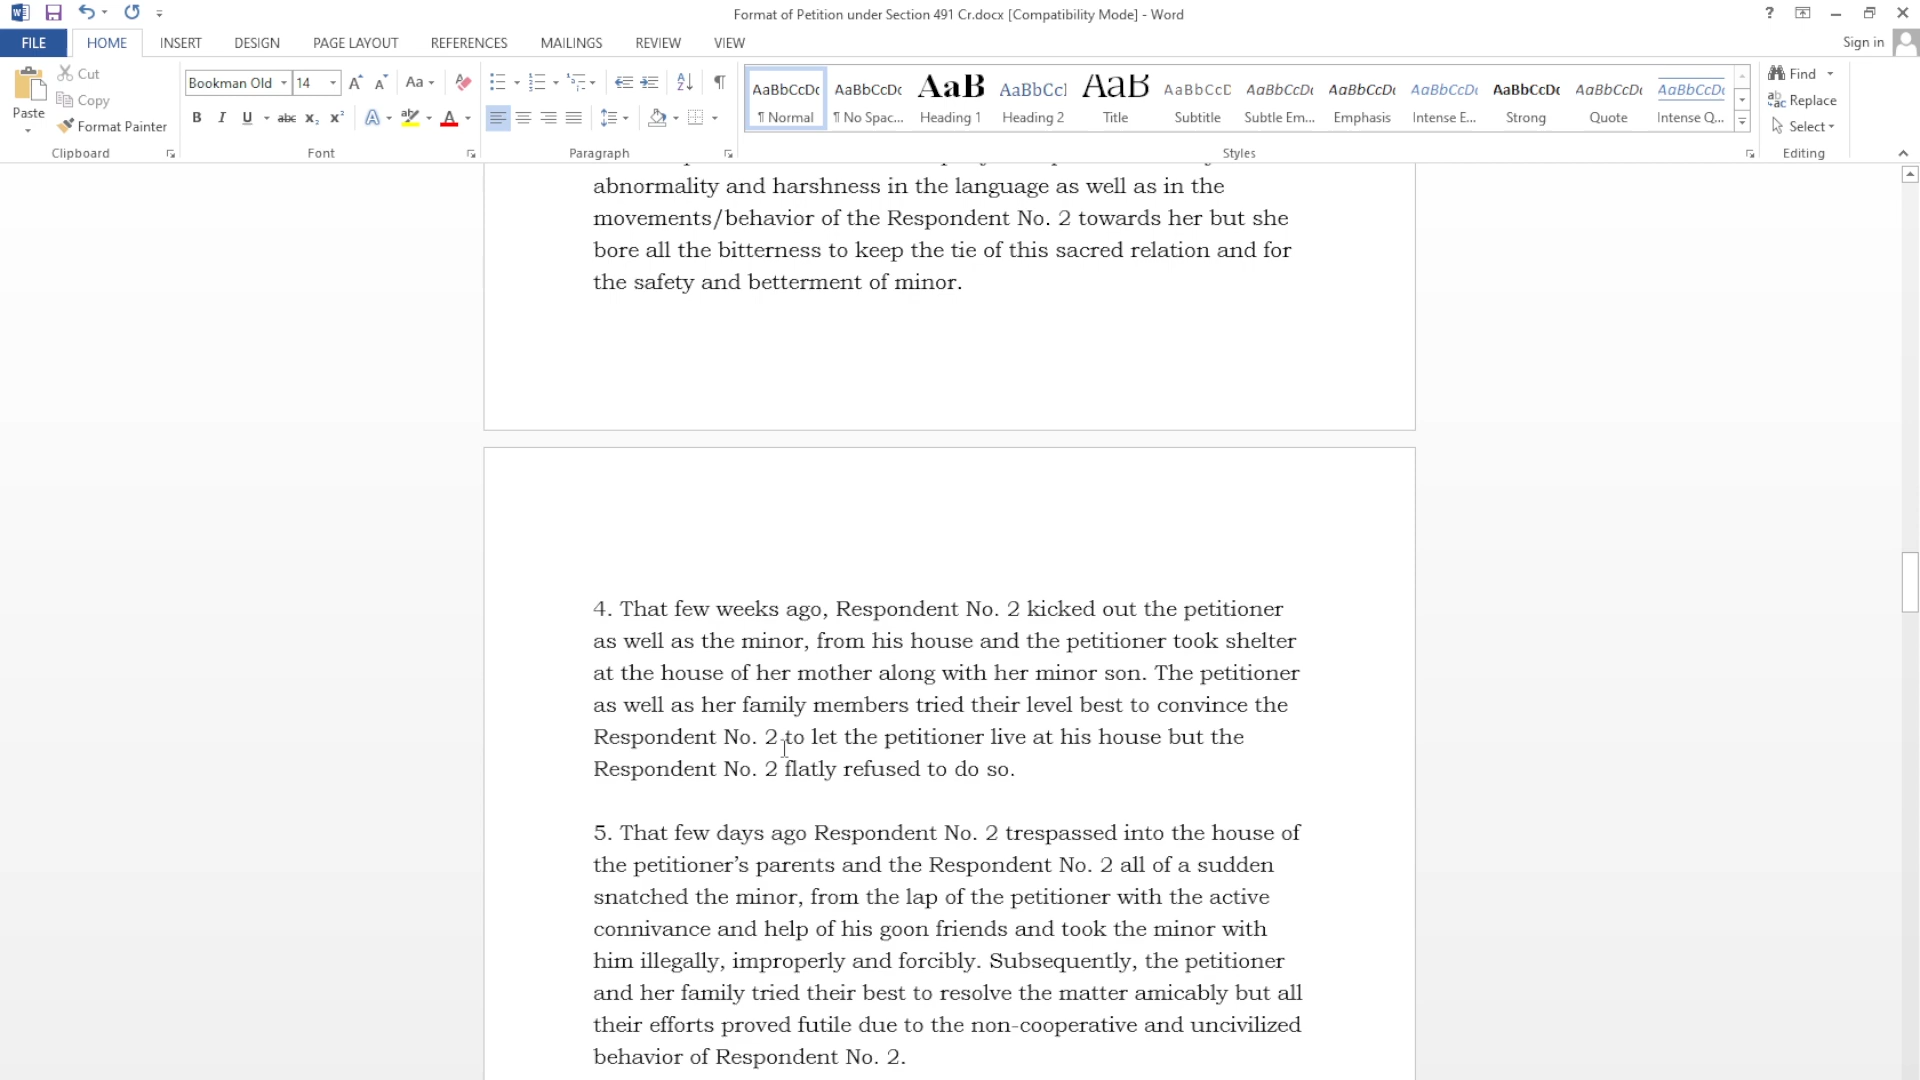 Format of Petition under Section 491 Cr.docx [Compatibility Mode] - Word
?
FILE
HOME
INSERT
DESIGN
PAGE LAYOUT
REFERENCES
MAILINGS
REVIEW
VIEW
Sign in
Paste
Cut
Copy
Format Painter
Clipboard
Bookman Old
14
Aa
B I U abc x₂ x²
Font
Paragraph
AaBbCcDc
¶ Normal
AaBbCcDc
¶ No Spac...
AaB
Heading 1
AaBbCc
Heading 2
AaB
Title
AaBbCcD
Subtitle
AaBbCcDc
Subtle Em...
AaBbCcDc
Emphasis
AaBbCcDc
Intense E...
AaBbCcDc
Strong
AaBbCcDc
Quote
AaBbCcDc
Intense Q...
Styles
Find
Replace
Select
Editing
abnormality and harshness in the language as well as in the
movements/behavior of the Respondent No. 2 towards her but she
bore all the bitterness to keep the tie of this sacred relation and for
the safety and betterment of minor.
4. That few weeks ago, Respondent No. 2 kicked out the petitioner
as well as the minor, from his house and the petitioner took shelter
at the house of her mother along with her minor son. The petitioner
as well as her family members tried their level best to convince the
Respondent No. 2 to let the petitioner live at his house but the
Respondent No. 2 flatly refused to do so.
5. That few days ago Respondent No. 2 trespassed into the house of
the petitioner’s parents and the Respondent No. 2 all of a sudden
snatched the minor, from the lap of the petitioner with the active
connivance and help of his goon friends and took the minor with
him illegally, improperly and forcibly. Subsequently, the petitioner
and her family tried their best to resolve the matter amicably but all
their efforts proved futile due to the non-cooperative and uncivilized
behavior of Respondent No. 2.